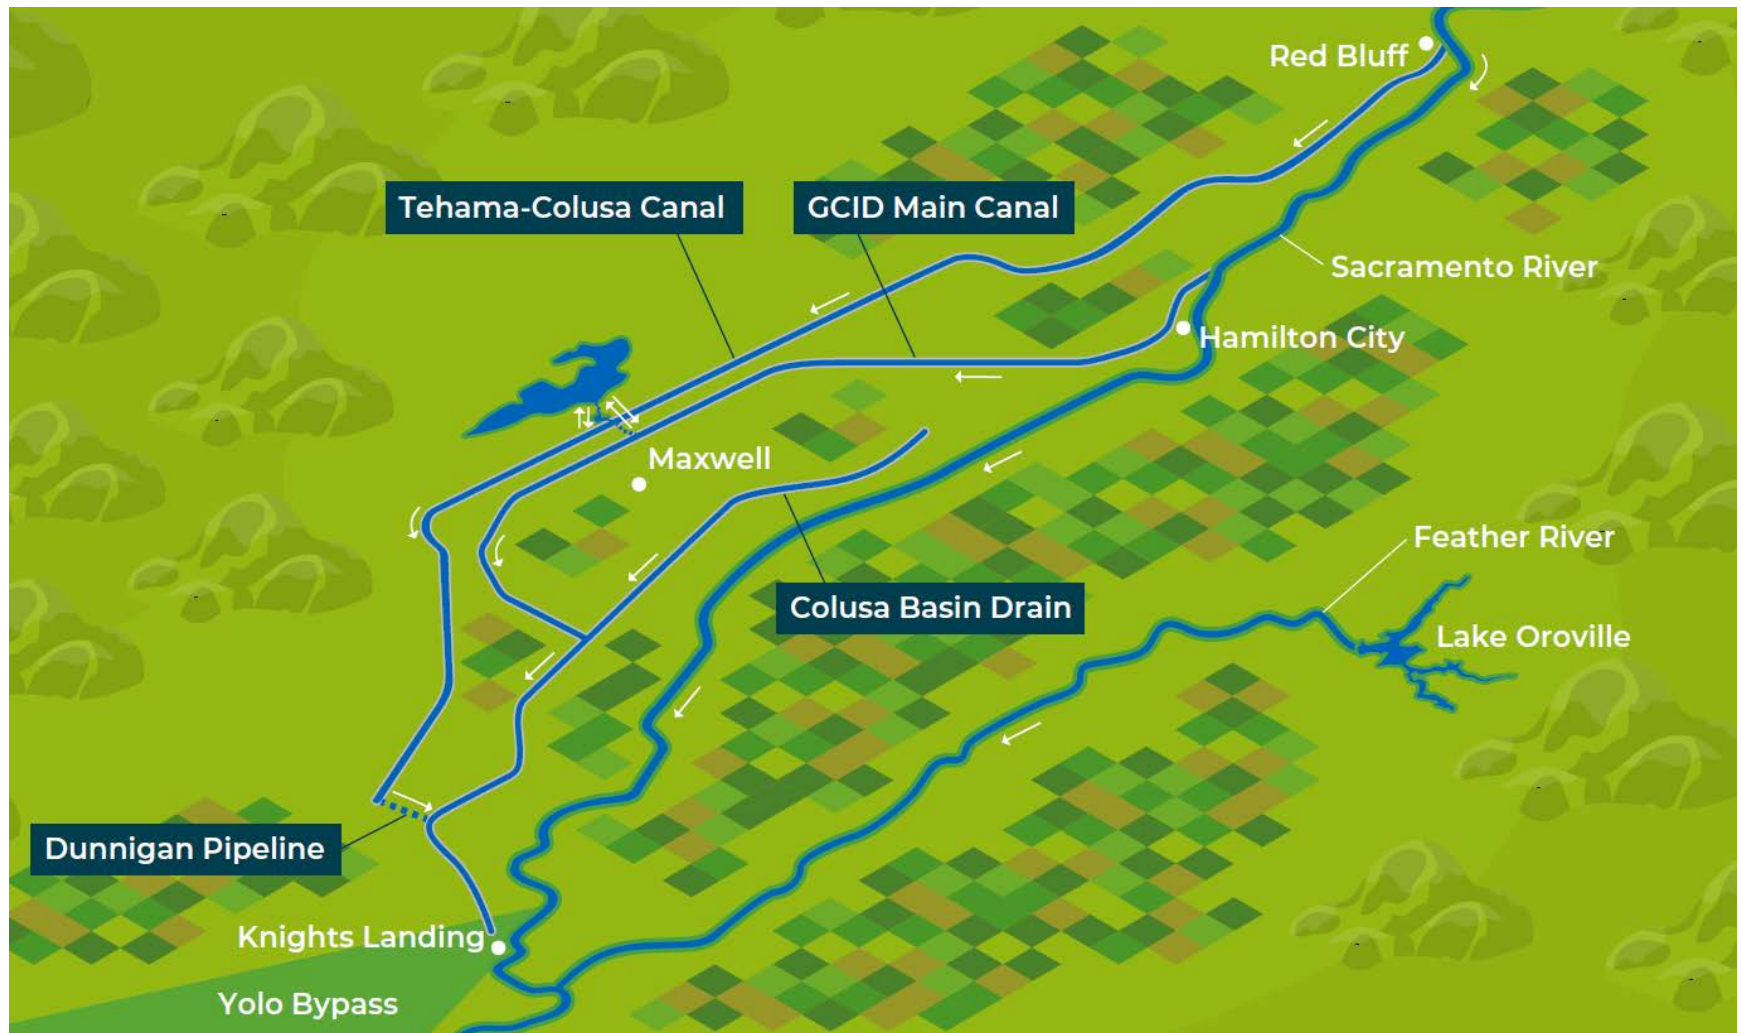 Red Bluff
Tehama-Colusa Canal
GCID Main Canal
Sacramento River
Hamilton City
Maxwell
Feather River
Colusa Basin Drain
Lake Oroville
Dunnigan Pipeline
Knights Landing
Yolo Bypass